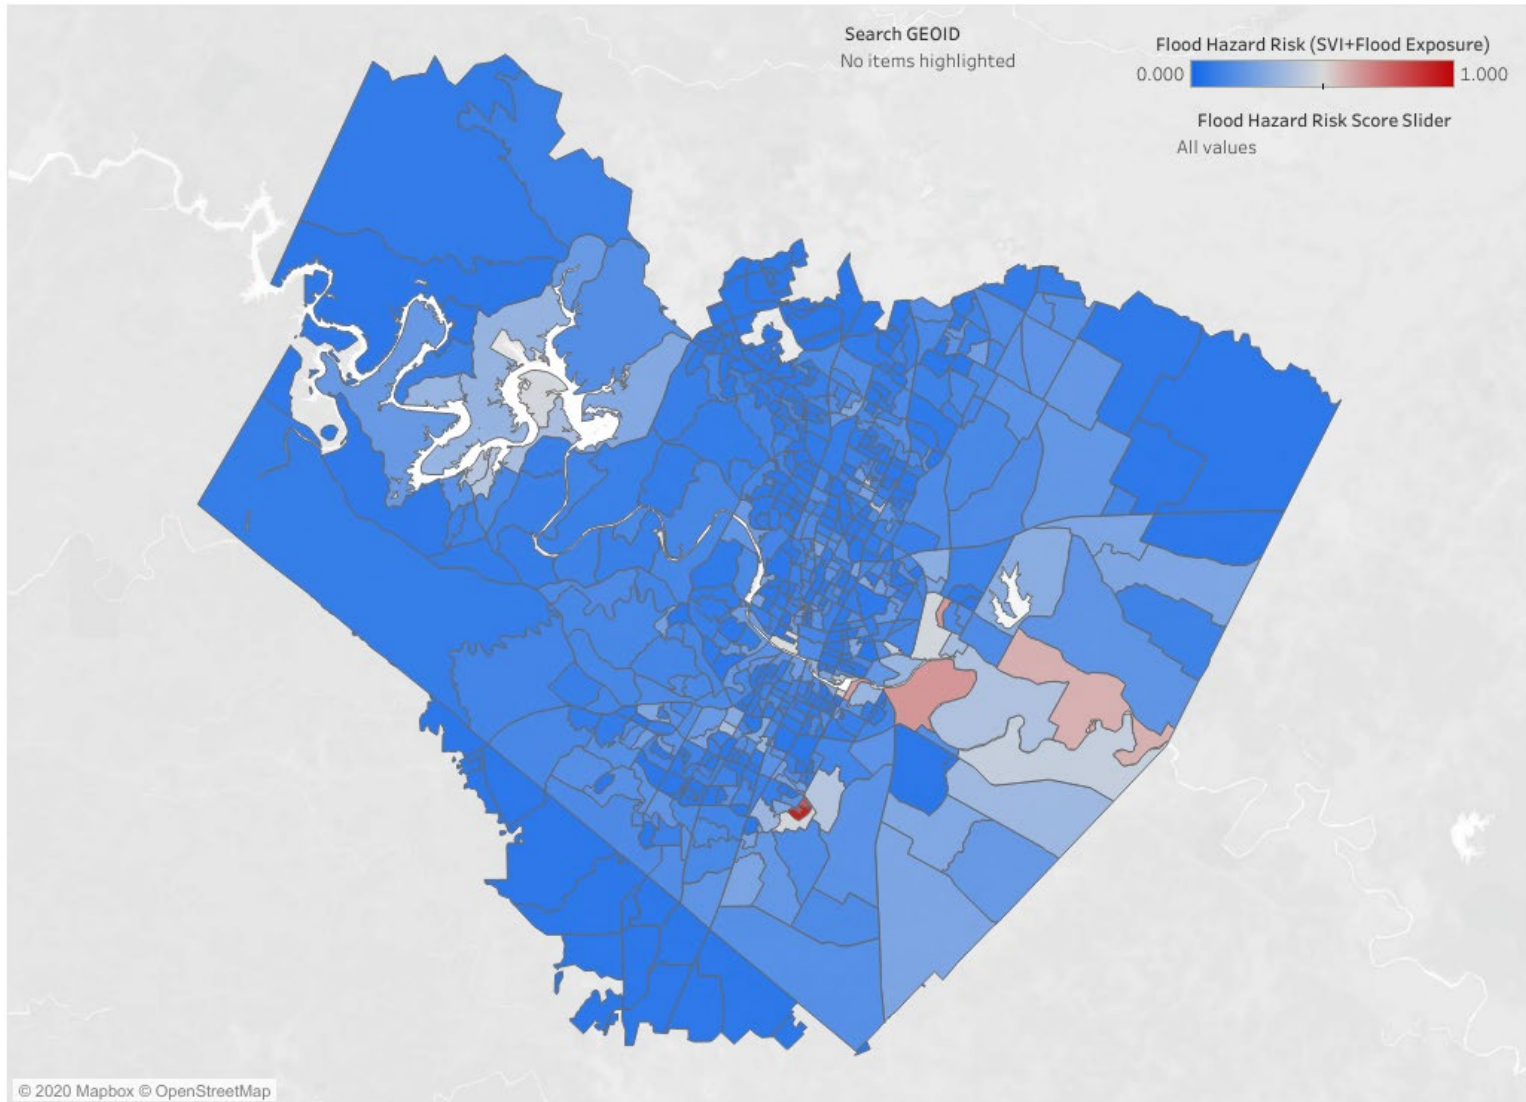 Search GEOID
No items highlighted
Flood Hazard Risk (SVI+Flood Exposure)
0.000 1.000
Flood Hazard Risk Score Slider
All values
© 2020 Mapbox © OpenStreetMap